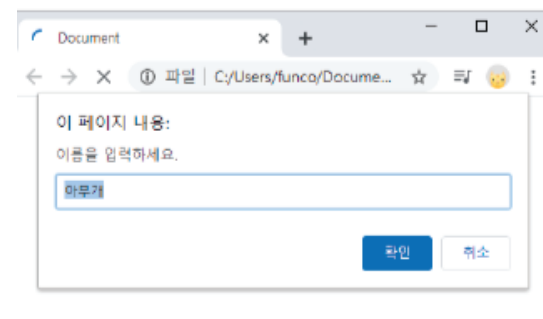 Document
파일 | C:/Users/funco/Docume...
이 페이지 내용:
이름을 입력하세요.
아무개
확인 취소